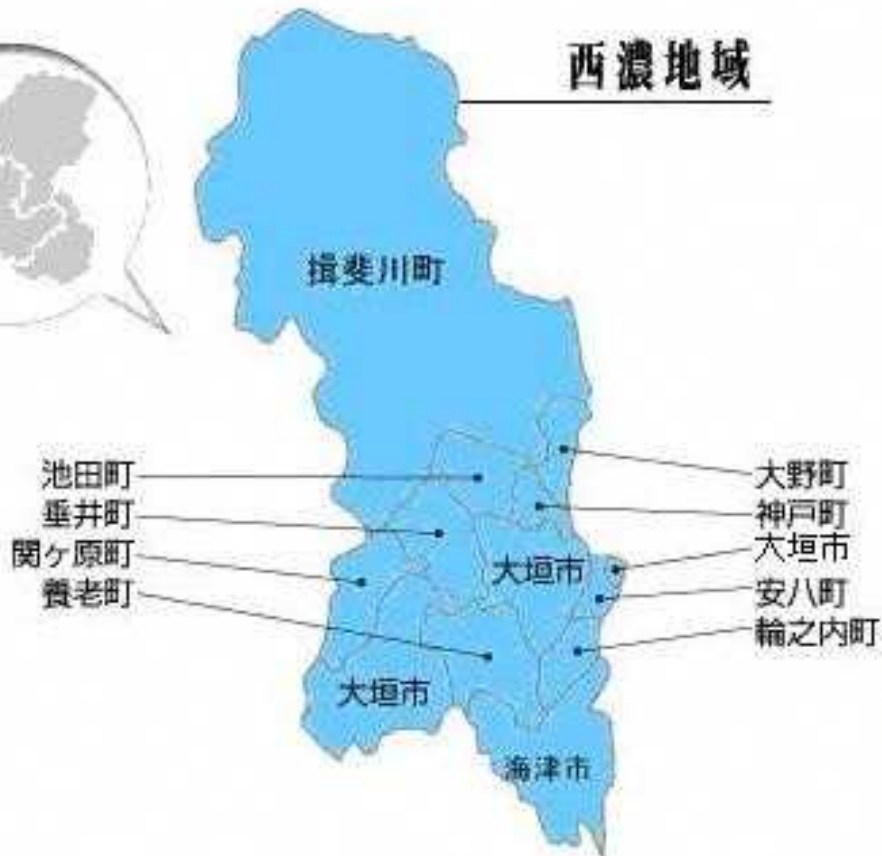 西濃地域
揖斐川町
池田町
垂井町
関ヶ原町
養老町
大野町
神戸町
大垣市
安八町
輪之内町
大垣市
大垣市
海津市